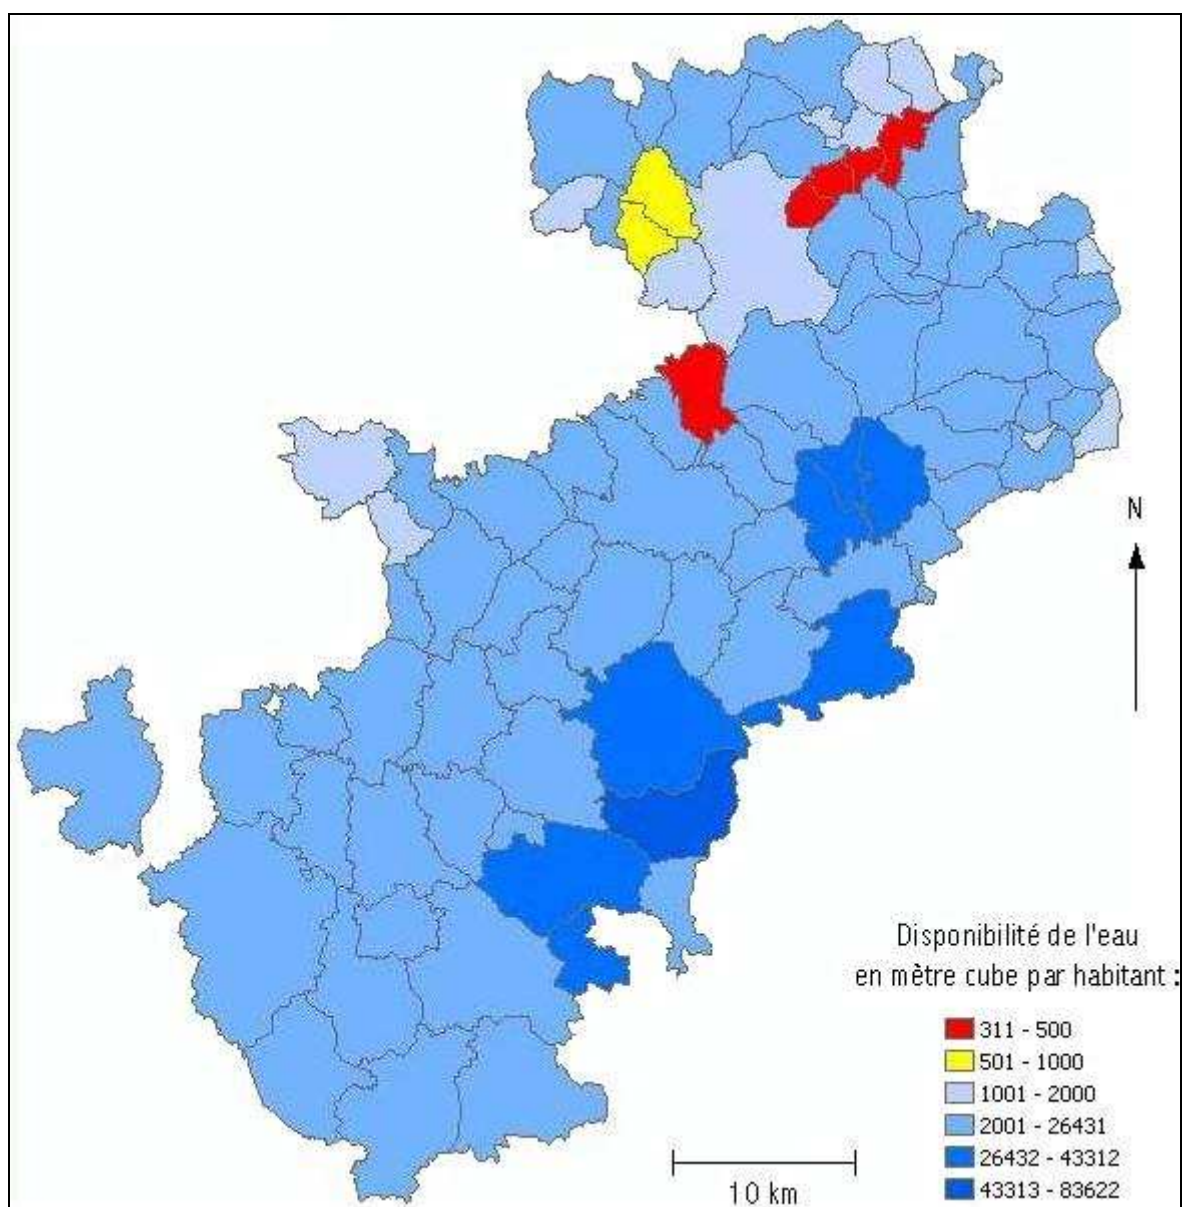 N
Disponibilité de l'eau
en mètre cube par habitant :
311 - 500
501 - 1000
1001 - 2000
2001 - 26431
26432 - 43312
43313 - 83622
10 km